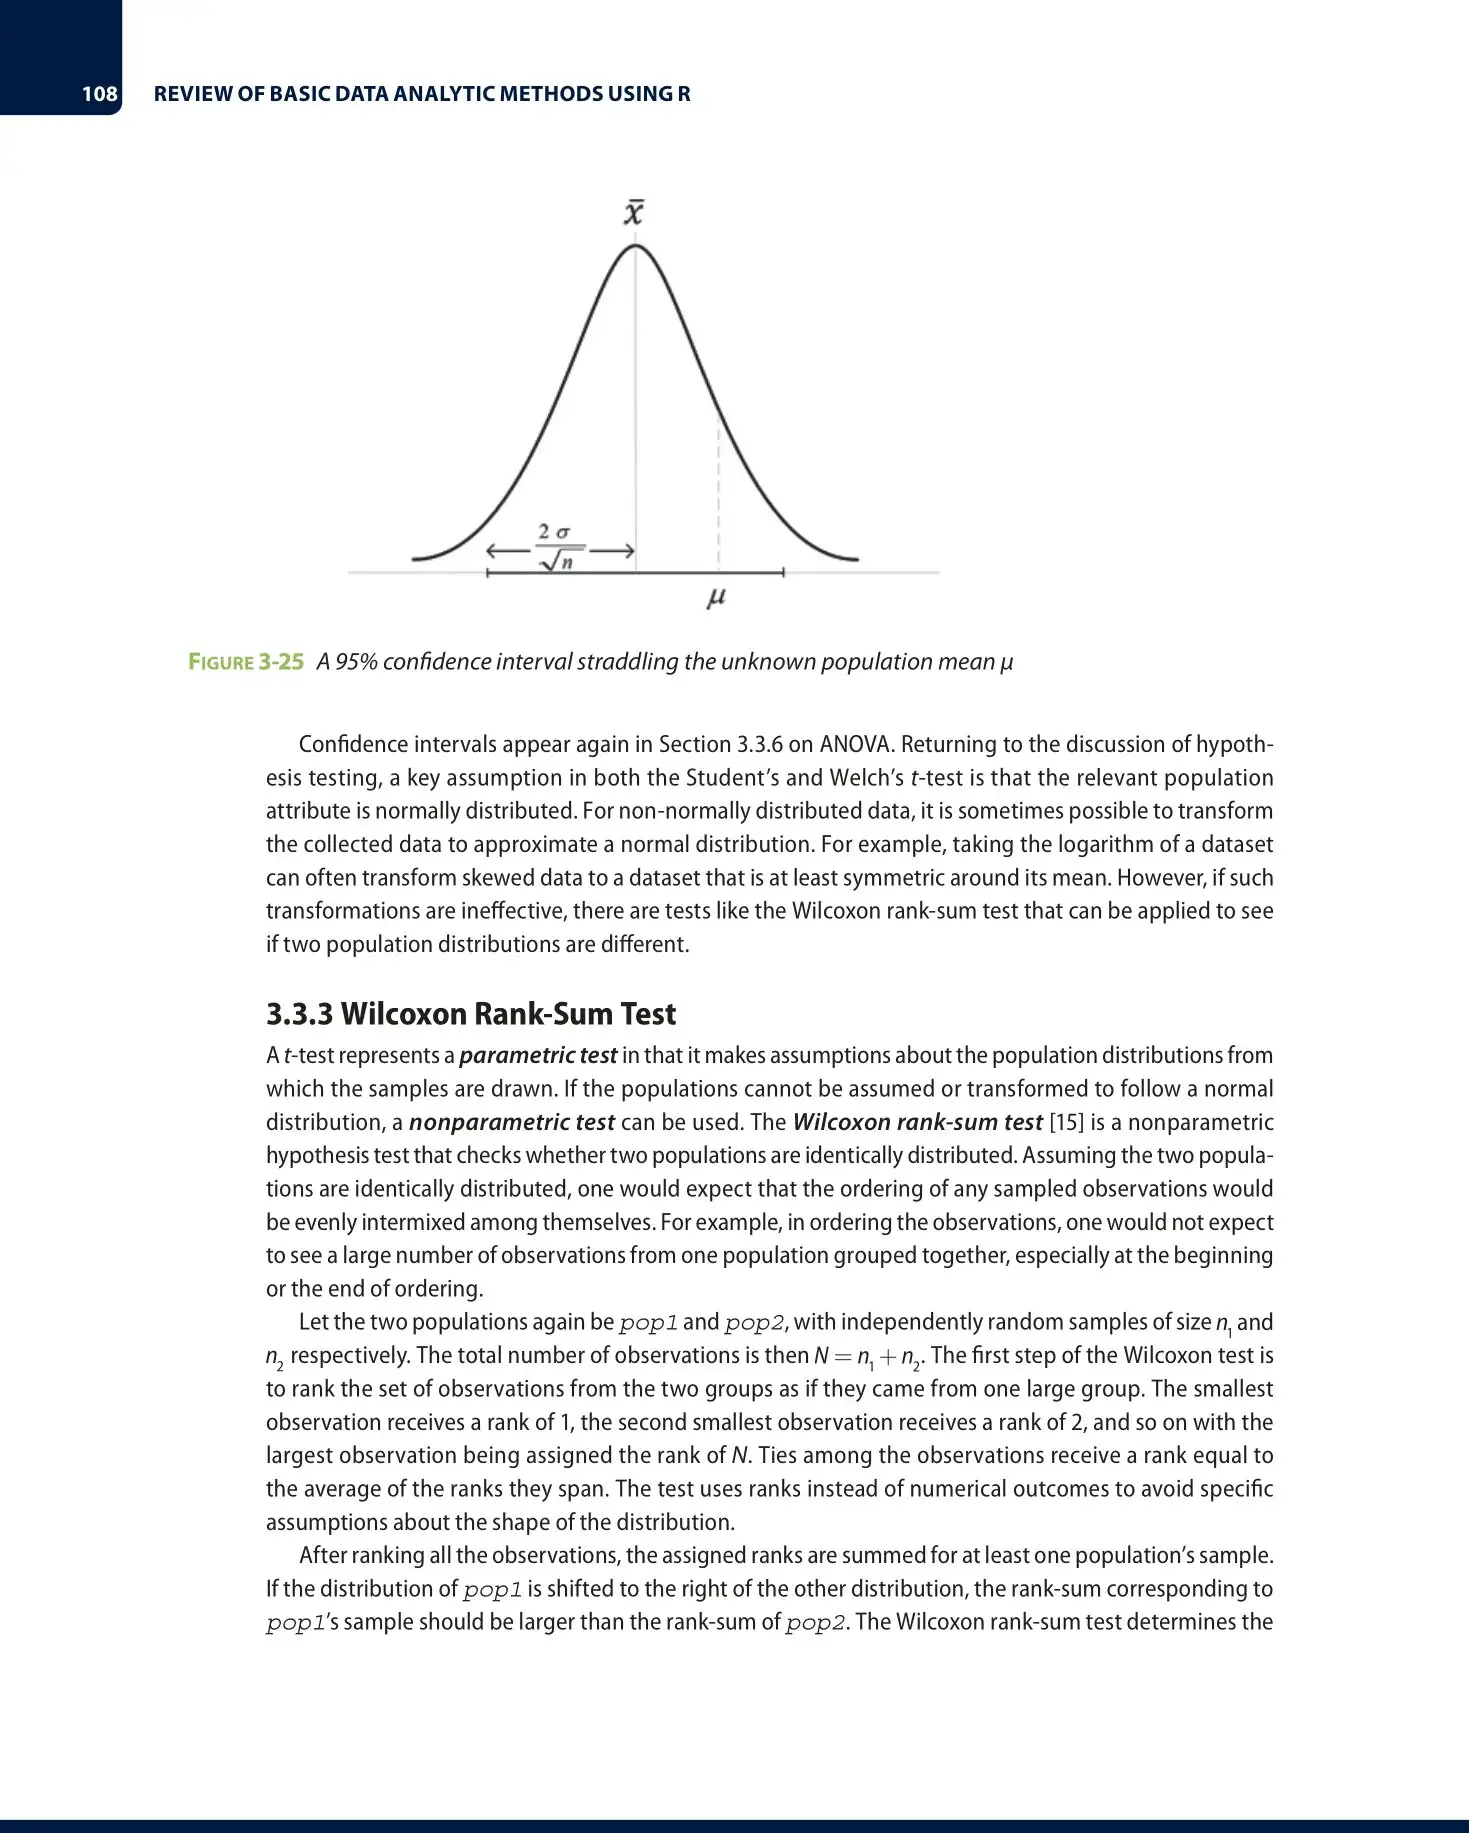 108 REVIEW OF BASIC DATA ANALYTIC METHODS USING R
x̄
2 σ
√n
μ
FIGURE 3-25 A 95% confidence interval straddling the unknown population mean μ
Confidence intervals appear again in Section 3.3.6 on ANOVA. Returning to the discussion of hypoth-
esis testing, a key assumption in both the Student’s and Welch’s t-test is that the relevant population
attribute is normally distributed. For non-normally distributed data, it is sometimes possible to transform
the collected data to approximate a normal distribution. For example, taking the logarithm of a dataset
can often transform skewed data to a dataset that is at least symmetric around its mean. However, if such
transformations are ineffective, there are tests like the Wilcoxon rank-sum test that can be applied to see
if two population distributions are different.
3.3.3 Wilcoxon Rank-Sum Test
A t-test represents a parametric test in that it makes assumptions about the population distributions from
which the samples are drawn. If the populations cannot be assumed or transformed to follow a normal
distribution, a nonparametric test can be used. The Wilcoxon rank-sum test [15] is a nonparametric
hypothesis test that checks whether two populations are identically distributed. Assuming the two popula-
tions are identically distributed, one would expect that the ordering of any sampled observations would
be evenly intermixed among themselves. For example, in ordering the observations, one would not expect
to see a large number of observations from one population grouped together, especially at the beginning
or the end of ordering.
Let the two populations again be pop1 and pop2, with independently random samples of size n₁ and
n₂ respectively. The total number of observations is then N = n₁ + n₂. The first step of the Wilcoxon test is
to rank the set of observations from the two groups as if they came from one large group. The smallest
observation receives a rank of 1, the second smallest observation receives a rank of 2, and so on with the
largest observation being assigned the rank of N. Ties among the observations receive a rank equal to
the average of the ranks they span. The test uses ranks instead of numerical outcomes to avoid specific
assumptions about the shape of the distribution.
After ranking all the observations, the assigned ranks are summed for at least one population’s sample.
If the distribution of pop1 is shifted to the right of the other distribution, the rank-sum corresponding to
pop1’s sample should be larger than the rank-sum of pop2. The Wilcoxon rank-sum test determines the